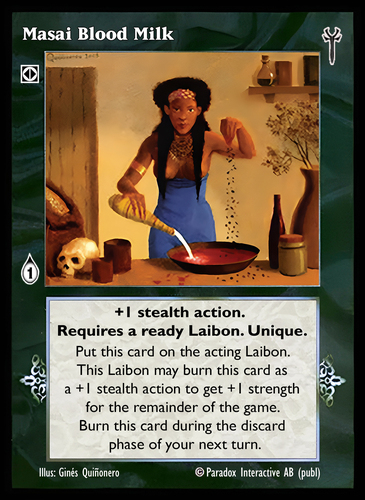 Masai Blood Milk
Quiñonero 2004
1
+1 stealth action.
Requires a ready Laibon. Unique.
Put this card on the acting Laibon.
This Laibon may burn this card as
a +1 stealth action to get +1 strength
for the remainder of the game.
Burn this card during the discard
phase of your next turn.
Illus: Ginés Quiñonero © Paradox Interactive AB (publ)